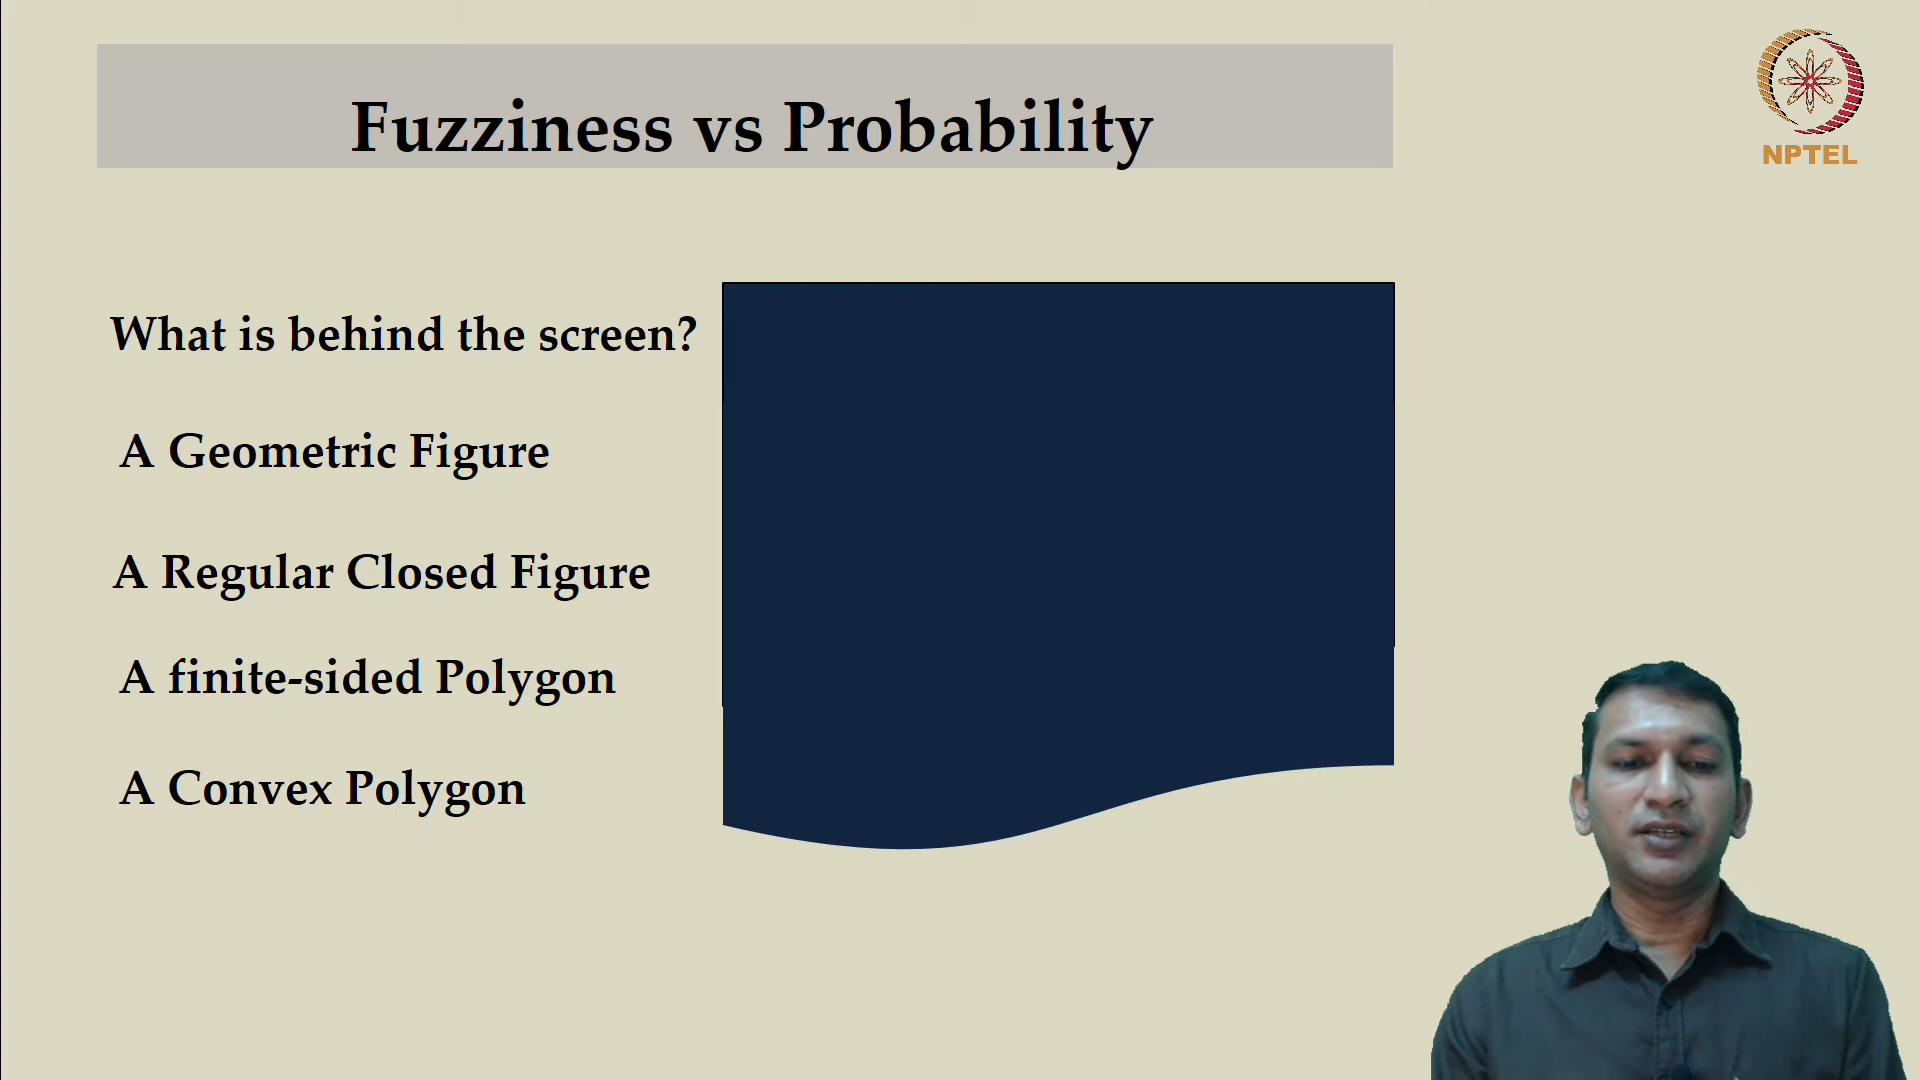 Fuzziness vs Probability
NPTEL
What is behind the screen?
A Geometric Figure
A Regular Closed Figure
A finite-sided Polygon
A Convex Polygon